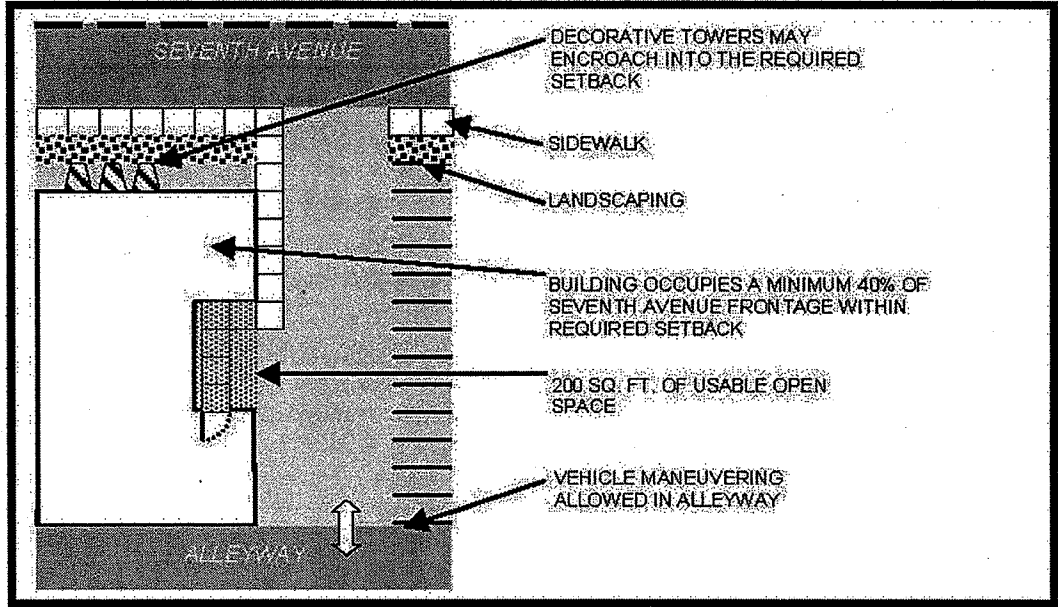 SEVENTH AVENUE
DECORATIVE TOWERS MAY
ENCROACH INTO THE REQUIRED
SETBACK
SIDEWALK
LANDSCAPING
BUILDING OCCUPIES A MINIMUM 40% OF
SEVENTH AVENUE FRONTAGE WITHIN
REQUIRED SETBACK
200 SQ. FT. OF USABLE OPEN
SPACE
VEHICLE MANEUVERING
ALLOWED IN ALLEYWAY
ALLEYWAY